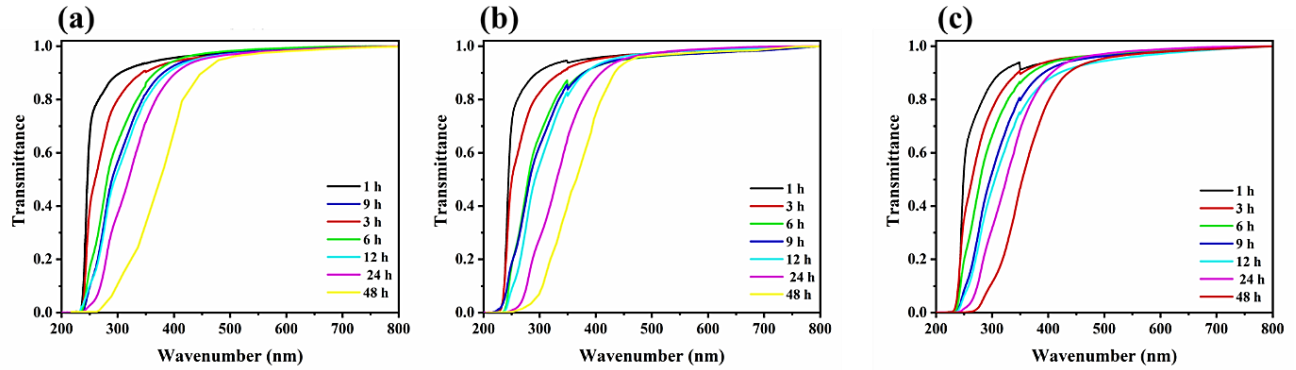 (a)
1.0
0.8
0.6
0.4
0.2
0.0
Transmittance
200 300 400 500 600 700 800
Wavenumber (nm)
1 h
9 h
3 h
6 h
12 h
24 h
48 h
(b)
1.0
0.8
0.6
0.4
0.2
0.0
Transmittance
200 300 400 500 600 700 800
Wavenumber (nm)
1 h
3 h
6 h
9 h
12 h
24 h
48 h
(c)
1.0
0.8
0.6
0.4
0.2
0.0
Transmittance
200 300 400 500 600 700 800
Wavenumber (nm)
1 h
3 h
6 h
9 h
12 h
24 h
48 h